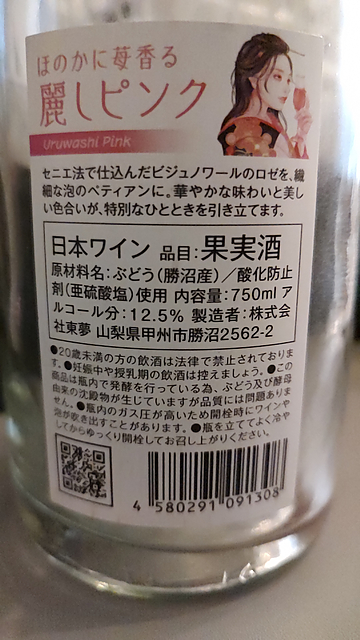 ほのかに苺香る
麗しピンク
Uruwashi Pink
セニエ法で仕込んだビジュノワールのロゼを、繊
細な泡のペティアンに。華やかな味わいと美し
い色合いが、特別なひとときを引き立てます。
日本ワイン 品目:果実酒
原材料名:ぶどう(勝沼産)/酸化防止
剤(亜硫酸塩)使用 内容量:750ml ア
ルコール分:12.5% 製造者:株式会
社東夢 山梨県甲州市勝沼2562-2
●20歳未満の方の飲酒は法律で禁止されておりま
す。●妊娠中や授乳期の飲酒は控えましょう。●この
商品は瓶内で発酵を行っている為、ぶどう及び酵母
由来の沈殿物が生じていますが品質には問題ありま
せん。●瓶内のガス圧が高いため開栓時にワインや
泡が吹き出すことがあります。●瓶を立ててよく冷や
してからゆっくり開栓してお召し上がりください。
4 580291 091308